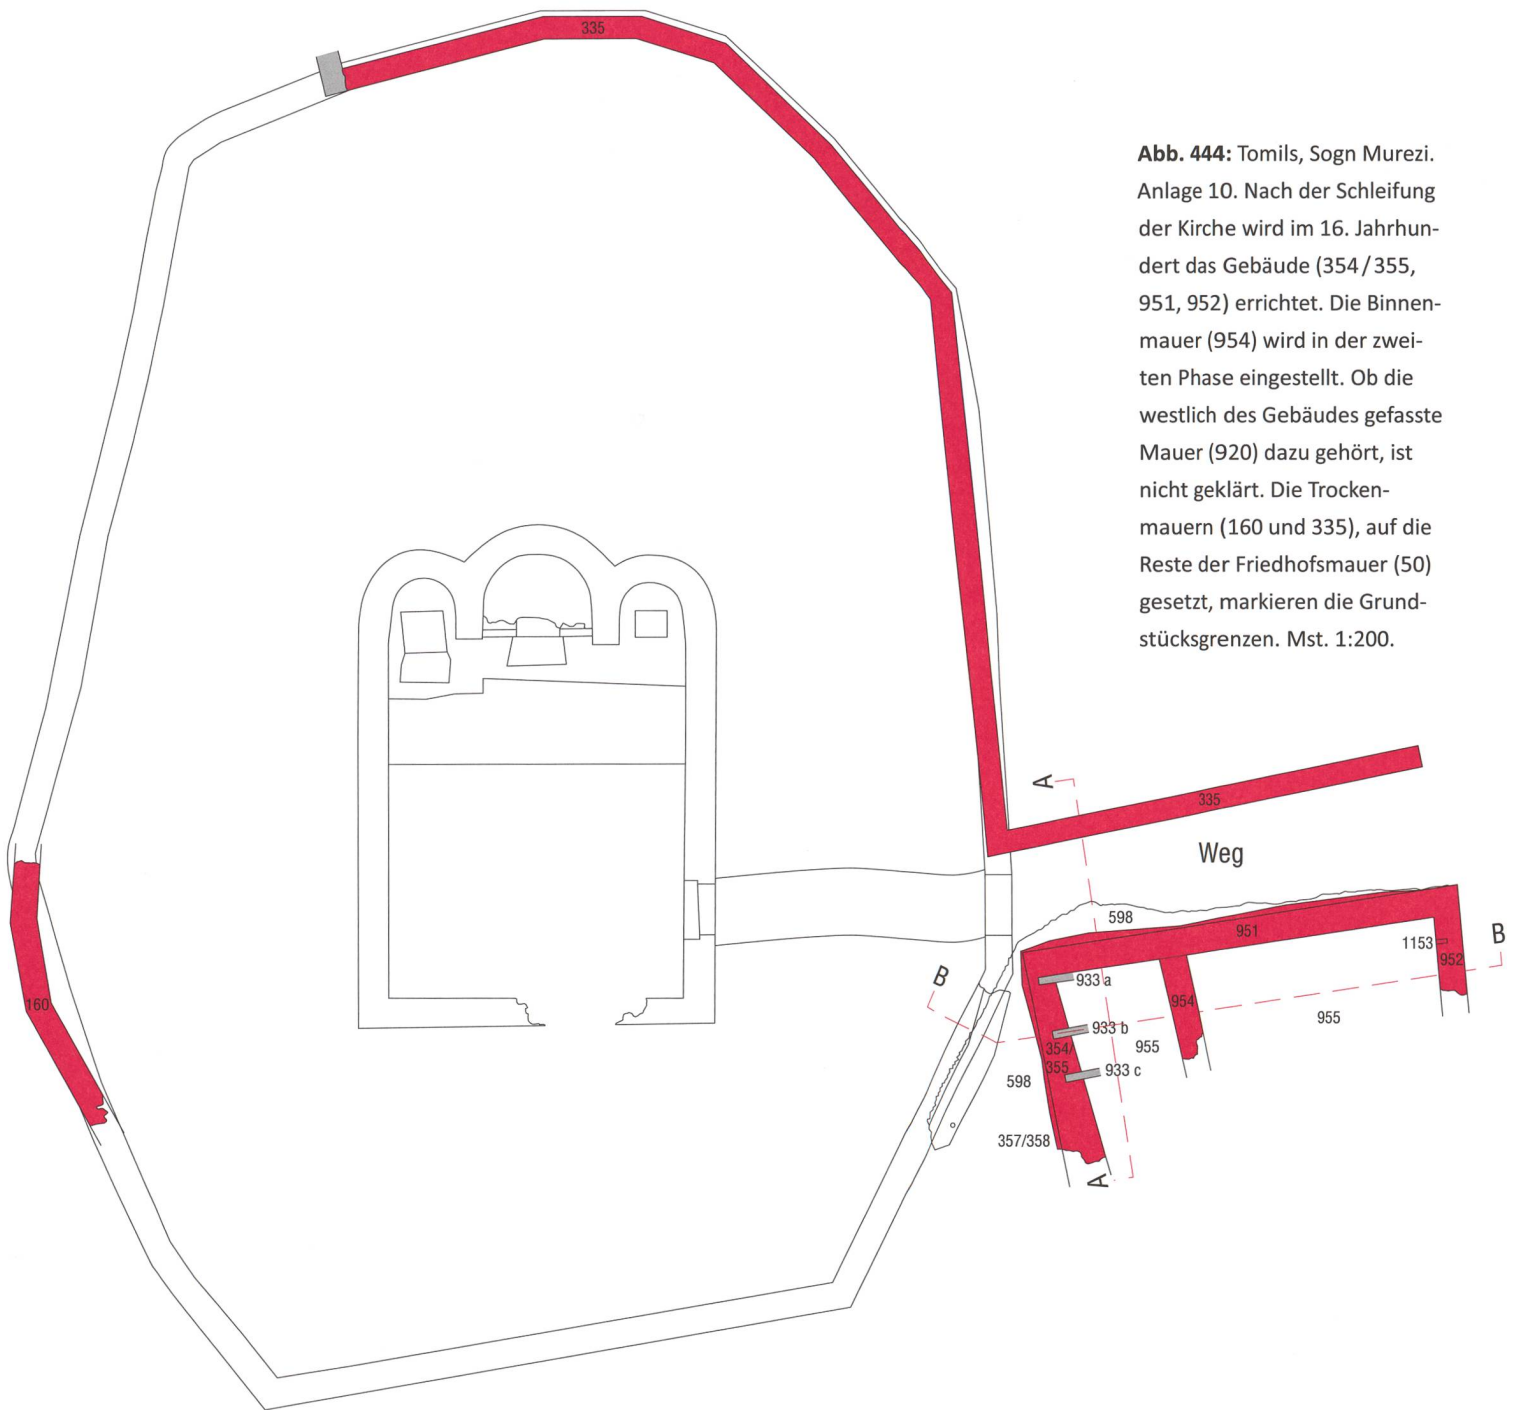 335
Abb. 444: Tomils, Sogn Murezi.
Anlage 10. Nach der Schleifung
der Kirche wird im 16. Jahrhun-
dert das Gebäude (354/355,
951, 952) errichtet. Die Binnen-
mauer (954) wird in der zwei-
ten Phase eingestellt. Ob die
westlich des Gebäudes gefasste
Mauer (920) dazu gehört, ist
nicht geklärt. Die Trocken-
mauern (160 und 335), auf die
Reste der Friedhofsmauer (50)
gesetzt, markieren die Grund-
stücksgrenzen. Mst. 1:200.
A
335
Weg
598
951
1153
952
B
B
933 a
954
160
933 b
955
354/
355
955
933 c
598
357/358
A